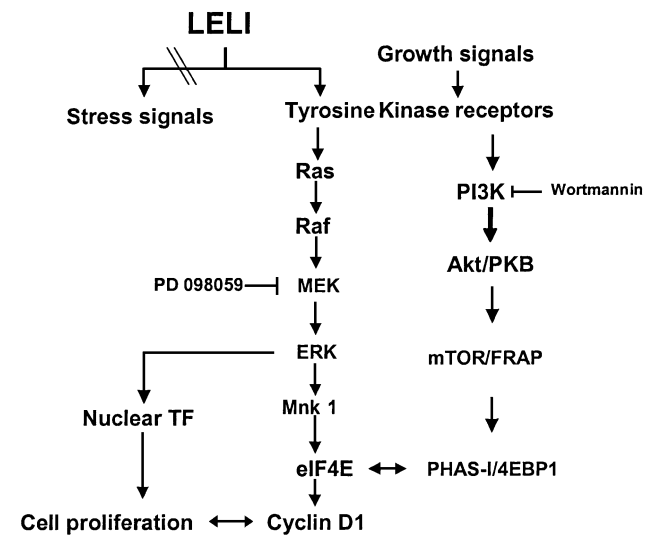 LELI
Growth signals
Stress signals
Tyrosine Kinase receptors
Ras
PI3K
Wortmannin
Raf
Akt/PKB
PD 098059
MEK
ERK
mTOR/FRAP
Mnk 1
Nuclear TF
eIF4E
PHAS-I/4EBP1
Cell proliferation
Cyclin D1